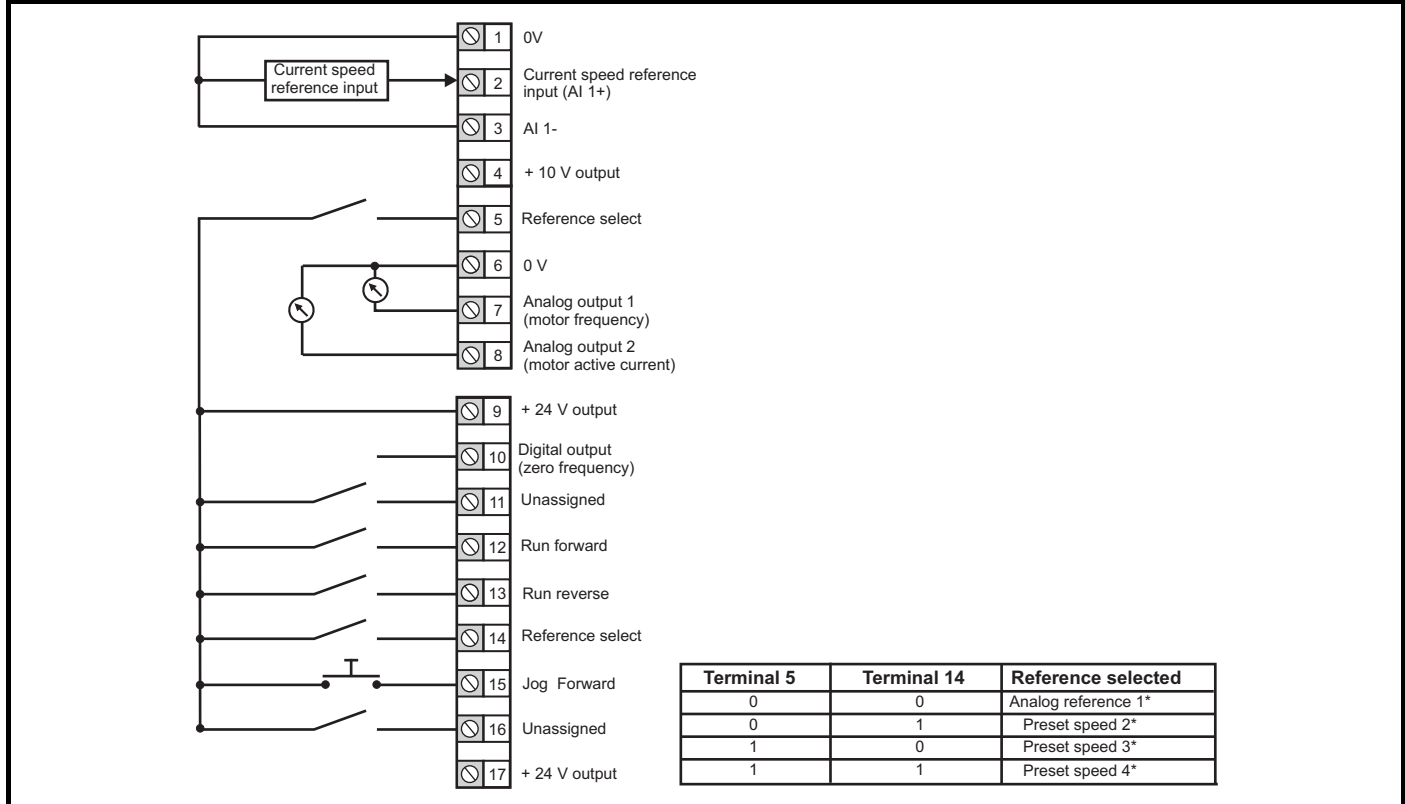 1 0V
Current speed
reference input
2 Current speed reference
input (AI 1+)
3 AI 1-
4 + 10 V output
5 Reference select
6 0 V
7 Analog output 1
(motor frequency)
8 Analog output 2
(motor active current)
9 + 24 V output
10 Digital output
(zero frequency)
11 Unassigned
12 Run forward
13 Run reverse
14 Reference select
15 Jog Forward
16 Unassigned
17 + 24 V output
Terminal 5 Terminal 14 Reference selected
0 0 Analog reference 1*
0 1 Preset speed 2*
1 0 Preset speed 3*
1 1 Preset speed 4*